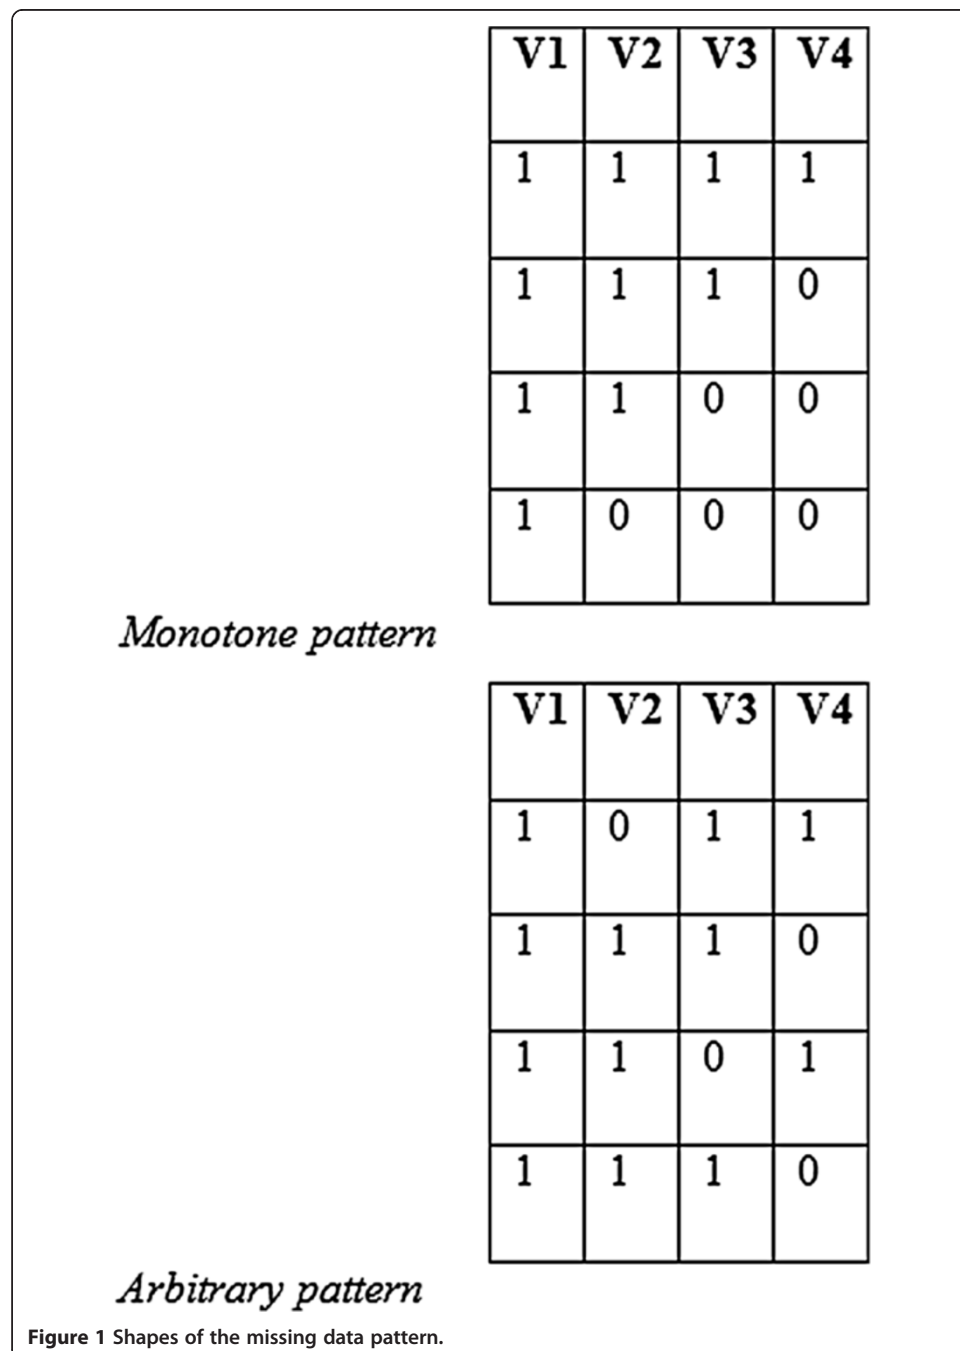 V1 V2 V3 V4
1 1 1 1
1 1 1 0
1 1 0 0
1 0 0 0
Monotone pattern
V1 V2 V3 V4
1 0 1 1
1 1 1 0
1 1 0 1
1 1 1 0
Arbitrary pattern
Figure 1 Shapes of the missing data pattern.